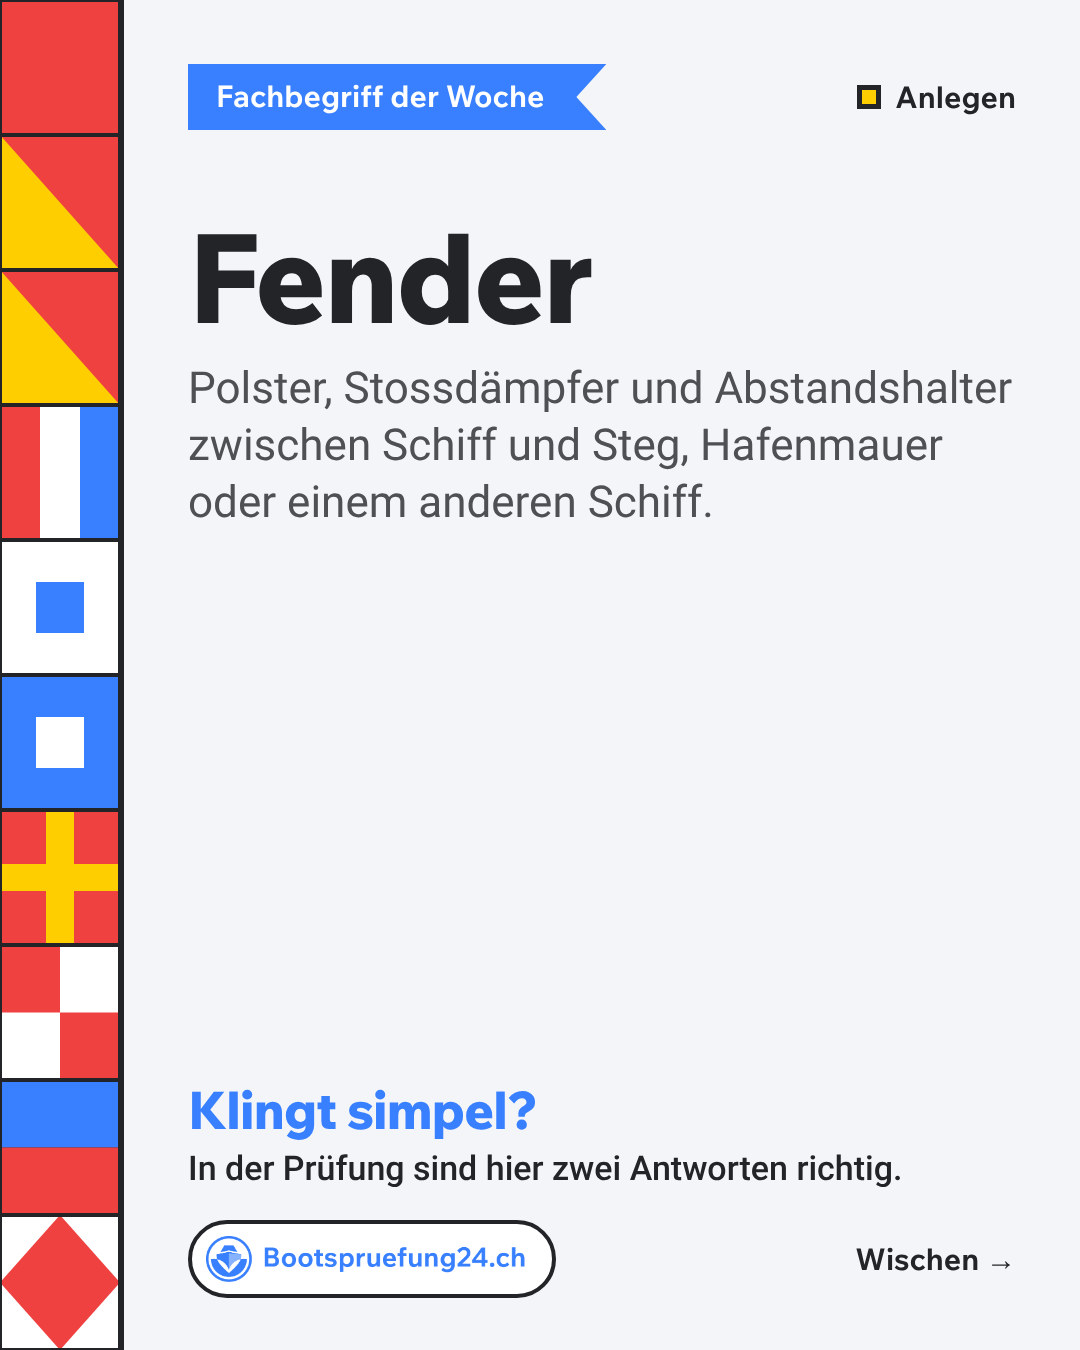 Fachbegriff der Woche
Anlegen
Fender
Polster, Stossdämpfer und Abstandshalter
zwischen Schiff und Steg, Hafenmauer
oder einem anderen Schiff.
Klingt simpel?
In der Prüfung sind hier zwei Antworten richtig.
Bootspruefung24.ch
Wischen →